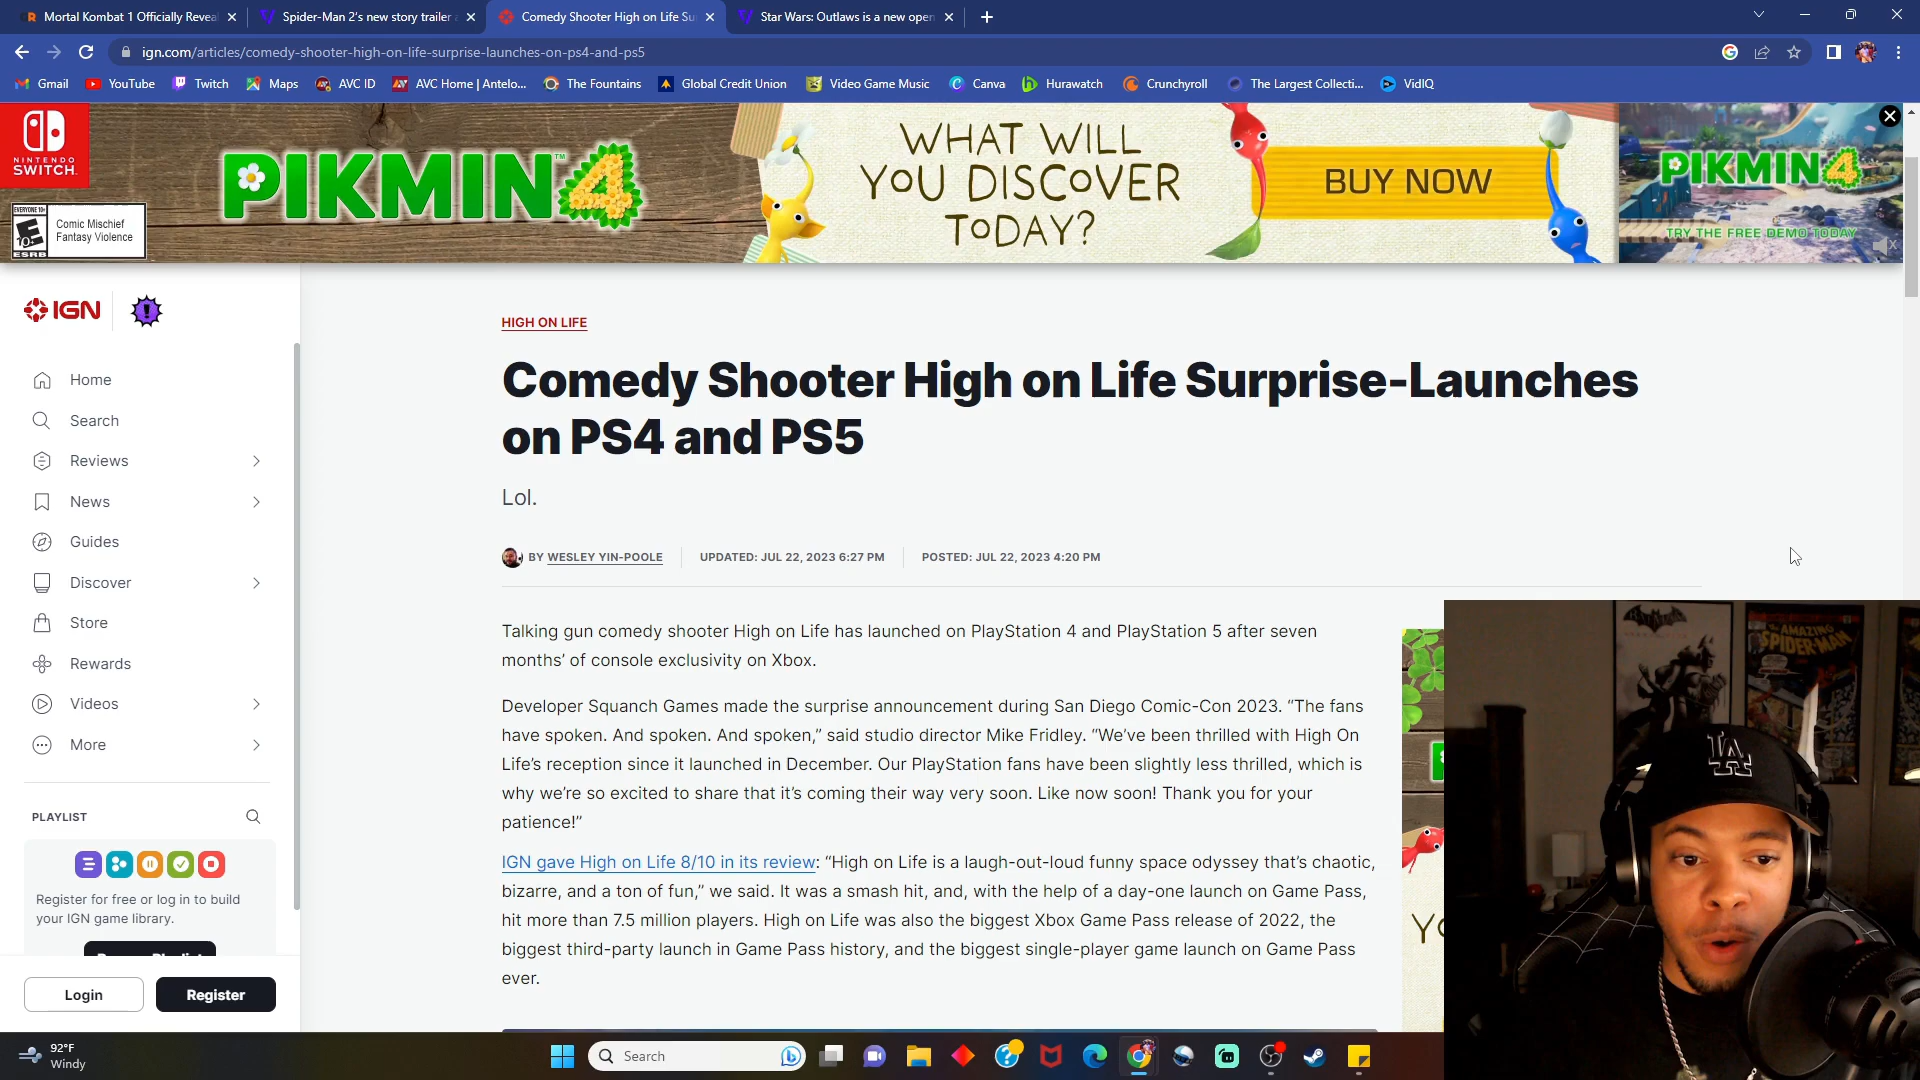 Mortal Kombat 1 Officially Revea
Spider-Man 2's new story trailer a
Comedy Shooter High on Life Su
Star Wars: Outlaws is a new open
ign.com/articles/comedy-shooter-high-on-life-surprise-launches-on-ps4-and-ps5
Gmail
YouTube
Twitch
Maps
AVC ID
AVC Home | Antelo...
The Fountains
Global Credit Union
Video Game Music
Canva
Hurawatch
Crunchyroll
The Largest Collecti...
VidIQ
NINTENDO
SWITCH.
PIKMIN 4
WHAT WILL
YOU DISCOVER
TODAY?
BUY NOW
PIKMIN 4
TRY THE FREE DEMO TODAY
EVERYONE 10+
E
10+
ESRB
Comic Mischief
Fantasy Violence
IGN
Home
Search
Reviews
News
Guides
Discover
Store
Rewards
Videos
More
PLAYLIST
Register for free or log in to build
your IGN game library.
Login
Register
HIGH ON LIFE
Comedy Shooter High on Life Surprise-Launches
on PS4 and PS5
Lol.
BY WESLEY YIN-POOLE
UPDATED: JUL 22, 2023 6:27 PM
POSTED: JUL 22, 2023 4:20 PM
Talking gun comedy shooter High on Life has launched on PlayStation 4 and PlayStation 5 after seven
months' of console exclusivity on Xbox.
Developer Squanch Games made the surprise announcement during San Diego Comic-Con 2023. “The fans
have spoken. And spoken. And spoken,” said studio director Mike Fridley. “We’ve been thrilled with High On
Life’s reception since it launched in December. Our PlayStation fans have been slightly less thrilled, which is
why we’re so excited to share that it’s coming their way very soon. Like now soon! Thank you for your
patience!”
IGN gave High on Life 8/10 in its review: “High on Life is a laugh-out-loud funny space odyssey that’s chaotic,
bizarre, and a ton of fun,” we said. It was a smash hit, and, with the help of a day-one launch on Game Pass,
hit more than 7.5 million players. High on Life was also the biggest Xbox Game Pass release of 2022, the
biggest third-party launch in Game Pass history, and the biggest single-player game launch on Game Pass
ever.
THE AMAZING
SPIDER-MAN
LA
92°F
Windy
Search